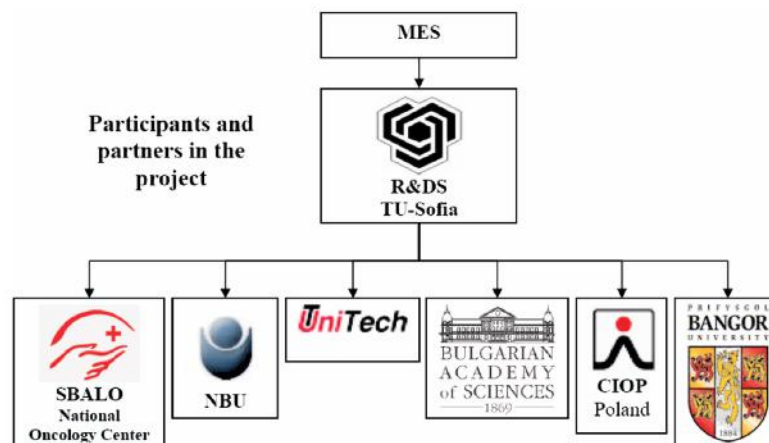 MES
Participants and
partners in the
project
R&DS
TU-Sofia
SBALO
National
Oncology Center
NBU
UniTech
BULGARIAN
ACADEMY
of SCIENCES
1869
CIOP
Poland
PRIFYSGOL
BANGOR
UNIVERSITY
1884